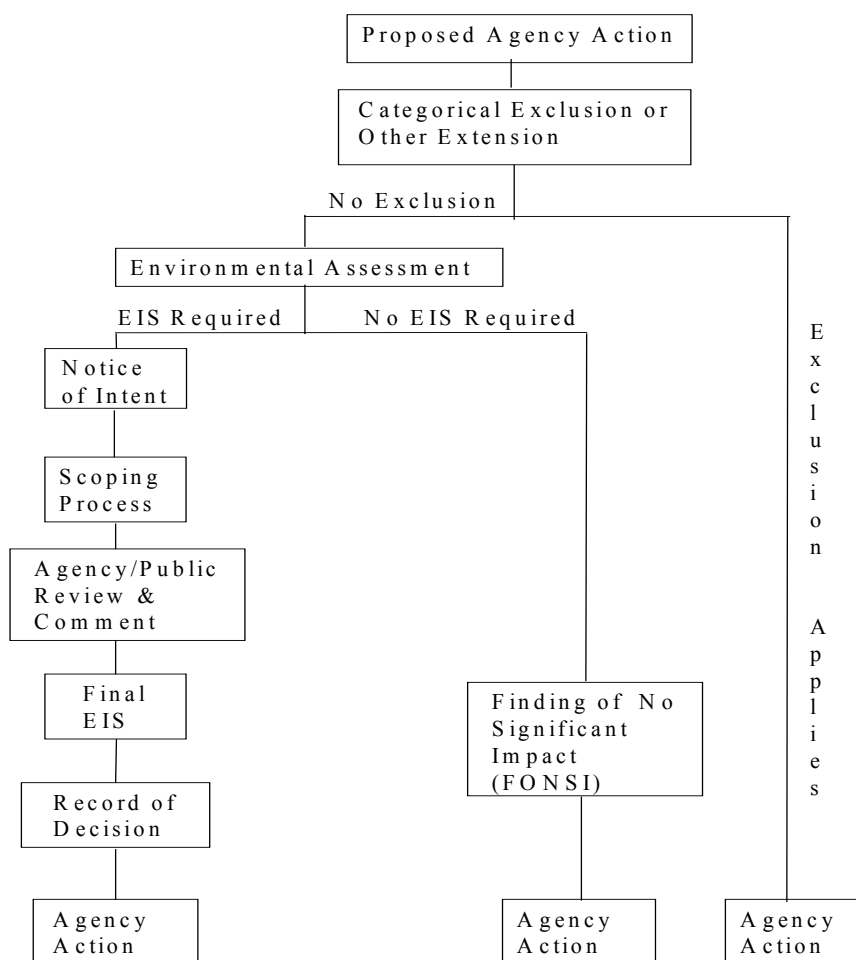 Proposed Agency Action
Categorical Exclusion or
Other Extension
No Exclusion
Environmental Assessment
EIS Required
No EIS Required
Notice
of Intent
Scoping
Process
Agency/Public
Review &
Comment
Final
EIS
Record of
Decision
Agency
Action
Finding of No
Significant
Impact
(FONSI)
Agency
Action
Exclusion Applies
Agency
Action